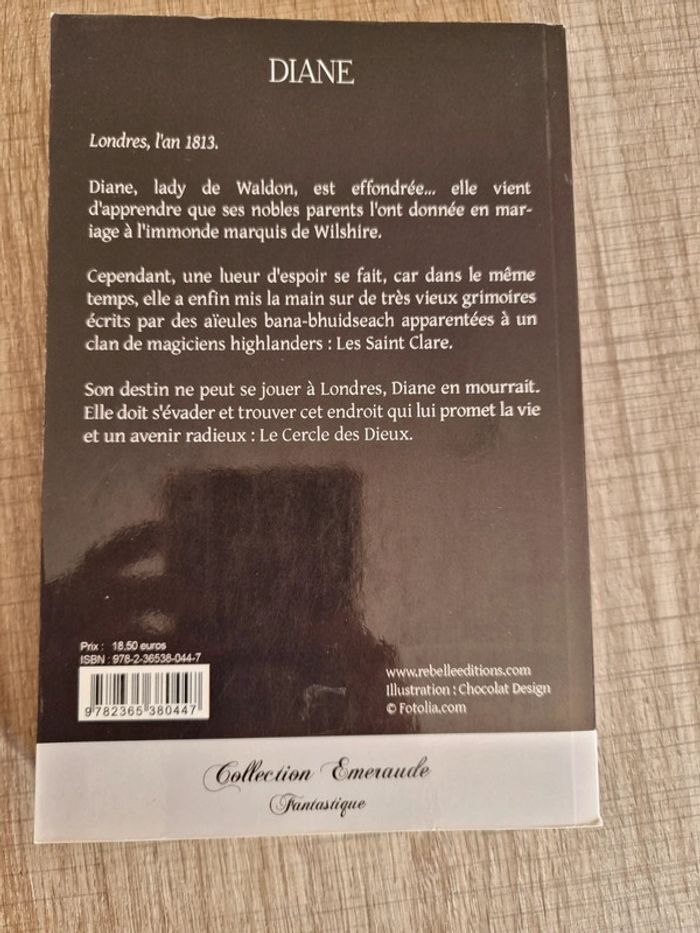 DIANE
Londres, l'an 1813.
Diane, lady de Waldon, est effondrée... elle vient
d'apprendre que ses nobles parents l'ont donnée en mar-
iage à l'immonde marquis de Wilshire.
Cependant, une lueur d'espoir se fait, car dans le même
temps, elle a enfin mis la main sur de très vieux grimoires
écrits par des aïeules bana-bhuidseach apparentées à un
clan de magiciens highlanders : Les Saint Clare.
Son destin ne peut se jouer à Londres, Diane en mourrait.
Elle doit s'évader et trouver cet endroit qui lui promet la vie
et un avenir radieux : Le Cercle des Dieux.
Prix : 18,50 euros
ISBN : 978-2-36538-044-7
9782365380447
www.rebelleeditions.com
Illustration : Chocolat Design
© Fotolia.com
Collection Emeraude
Fantastique